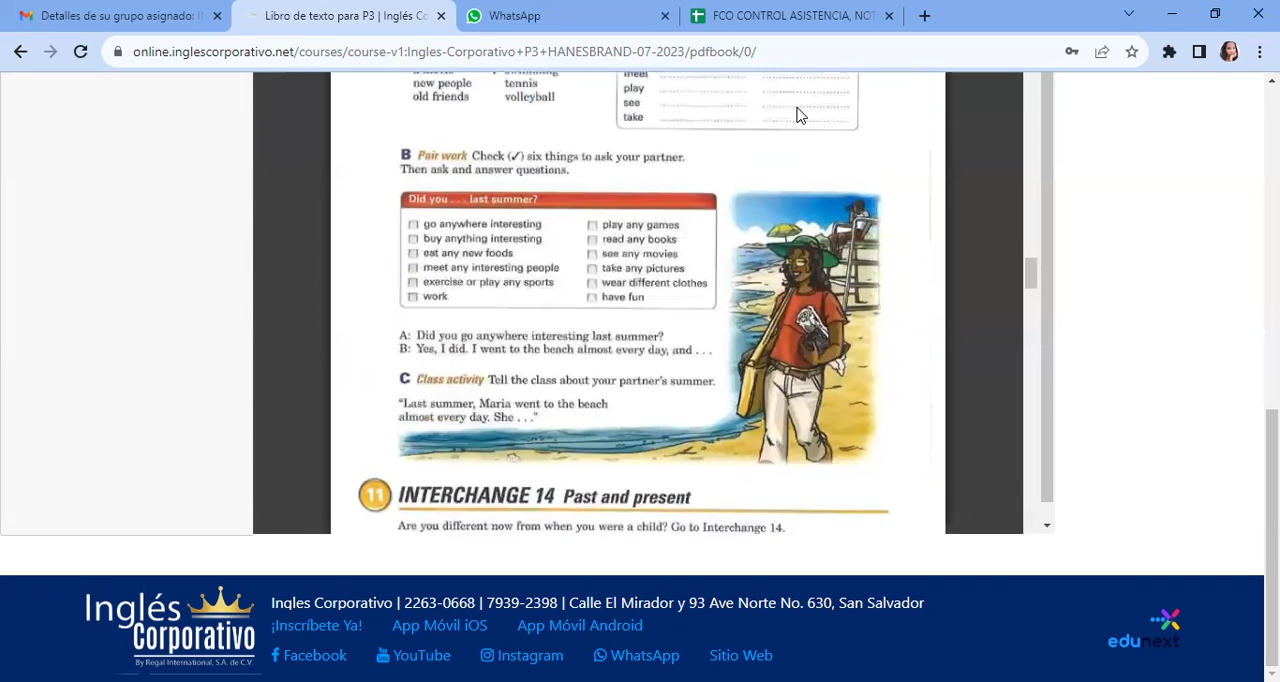 Detalles de su grupo asignado: I
Libro de texto para P3 | Inglés Co
WhatsApp
FCO CONTROL ASISTENCIA, NOT
online.inglescorporativo.net/courses/course-v1:Ingles-Corporativo+P3+HANESBRAND-07-2023/pdfbook/0/
new people
old friends
tennis
volleyball
meet
play
see
take
B Pair work Check (✓) six things to ask your partner.
Then ask and answer questions.
Did you . . . last summer?
go anywhere interesting
buy anything interesting
eat any new foods
meet any interesting people
exercise or play any sports
work
play any games
read any books
see any movies
take any pictures
wear different clothes
have fun
A: Did you go anywhere interesting last summer?
B: Yes, I did. I went to the beach almost every day, and . . .
C Class activity Tell the class about your partner's summer.
"Last summer, Maria went to the beach
almost every day. She . . ."
11 INTERCHANGE 14 Past and present
Are you different now from when you were a child? Go to Interchange 14.
Inglés
Corporativo
By Regal International, S.A. de C.V.
Ingles Corporativo | 2263-0668 | 7939-2398 | Calle El Mirador y 93 Ave Norte No. 630, San Salvador
¡Inscríbete Ya! App Móvil iOS App Móvil Android
Facebook YouTube Instagram WhatsApp Sitio Web
edunext